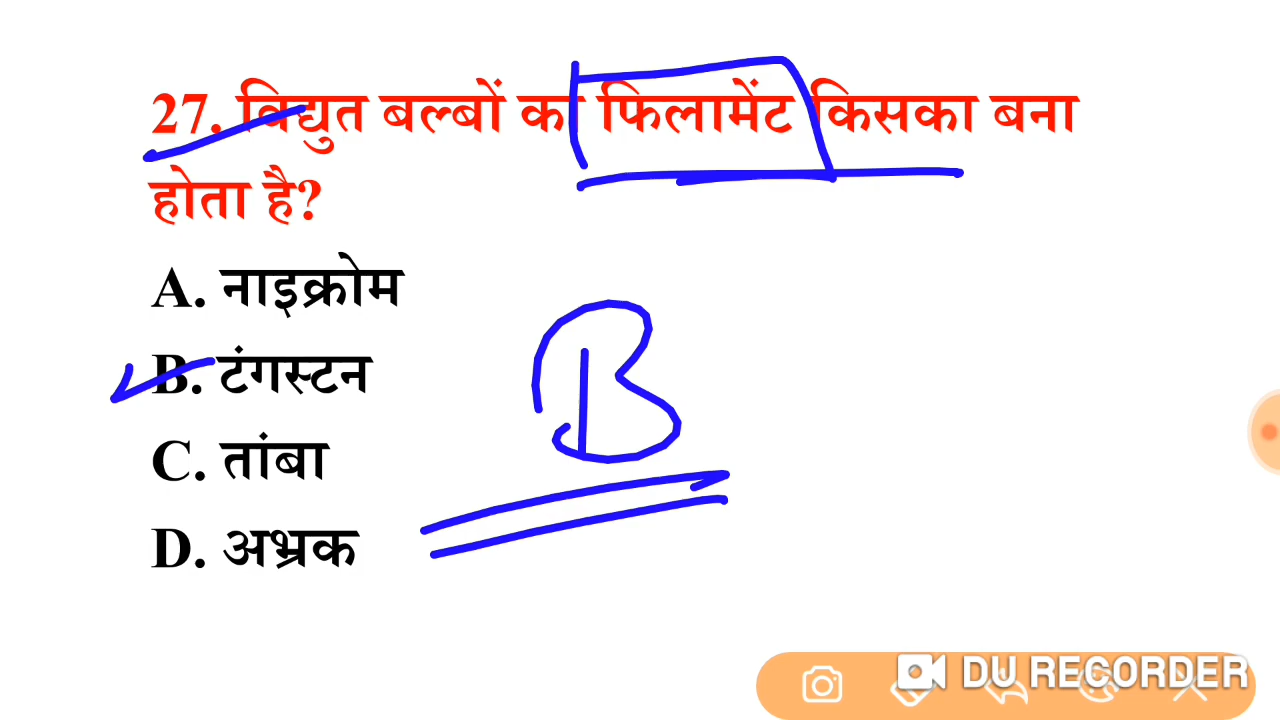 27. विद्युत बल्बों का फिलामेंट किसका बना
होता है?
A. नाइक्रोम
B. टंगस्टन
C. तांबा
D. अभ्रक
B
DU RECORDER